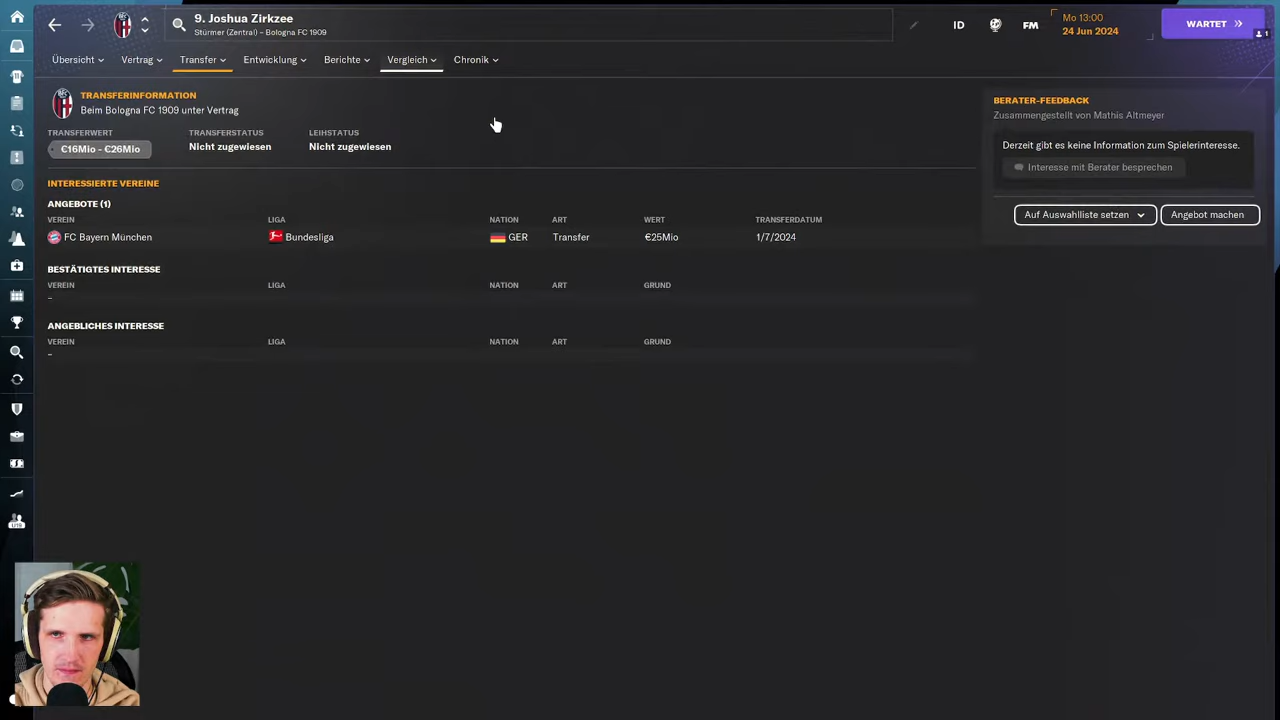 9. Joshua Zirkzee
Stürmer (Zentral) – Bologna FC 1909
ID
FM
Mo 13:00
24 Jun 2024
WARTET
1
Übersicht
Vertrag
Transfer
Entwicklung
Berichte
Vergleich
Chronik
TRANSFERINFORMATION
Beim Bologna FC 1909 unter Vertrag
TRANSFERWERT
TRANSFERSTATUS
LEIHSTATUS
€16Mio - €26Mio
Nicht zugewiesen
Nicht zugewiesen
INTERESSIERTE VEREINE
ANGEBOTE (1)
VEREIN
LIGA
NATION
ART
WERT
TRANSFERDATUM
FC Bayern München
Bundesliga
GER
Transfer
€25Mio
1/7/2024
BESTÄTIGTES INTERESSE
VEREIN
LIGA
NATION
ART
GRUND
–
ANGEBLICHES INTERESSE
VEREIN
LIGA
NATION
ART
GRUND
–
BERATER-FEEDBACK
Zusammengestellt von Mathis Altmeyer
Derzeit gibt es keine Information zum Spielerinteresse.
Interesse mit Berater besprechen
Auf Auswahlliste setzen
Angebot machen